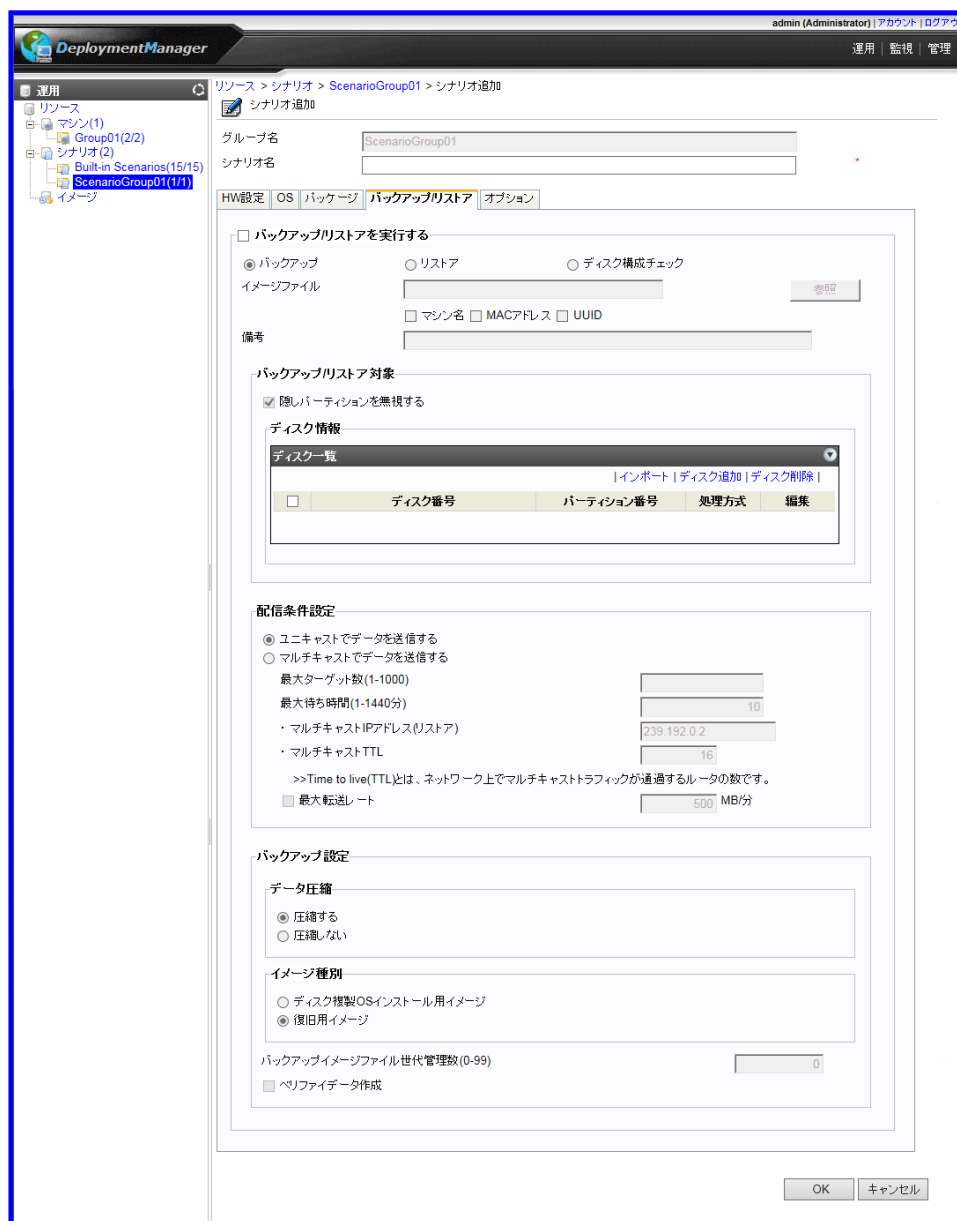 admin (Administrator) | アカウント | ログアウ
DeploymentManager
運用 | 監視 | 管理
運用
リソース
マシン(1)
Group01(2/2)
シナリオ(2)
Built-in Scenarios(15/15)
ScenarioGroup01(1/1)
イメージ
リソース > シナリオ > ScenarioGroup01 > シナリオ追加
シナリオ追加
グループ名 ScenarioGroup01
シナリオ名 *
HW設定 OS パッケージ バックアップ/リストア オプション
バックアップ/リストアを実行する
バックアップ リストア ディスク構成チェック
イメージファイル 参照
マシン名 MACアドレス UUID
備考
バックアップ/リストア対象
隠しパーティションを無視する
ディスク情報
ディスク一覧
|インポート|ディスク追加|ディスク削除|
ディスク番号 パーティション番号 処理方式 編集
配信条件設定
ユニキャストでデータを送信する
マルチキャストでデータを送信する
最大ターゲット数(1-1000)
最大待ち時間(1-1440分) 10
・マルチキャストIPアドレス(リストア) 239.192.0.2
・マルチキャストTTL 16
>>Time to live(TTL)とは、ネットワーク上でマルチキャストトラフィックが通過するルータの数です。
最大転送レート 500 MB/分
バックアップ設定
データ圧縮
圧縮する
圧縮しない
イメージ種別
ディスク複製OSインストール用イメージ
復旧用イメージ
バックアップイメージファイル世代管理数(0-99) 0
ベリファイデータ作成
OK キャンセル